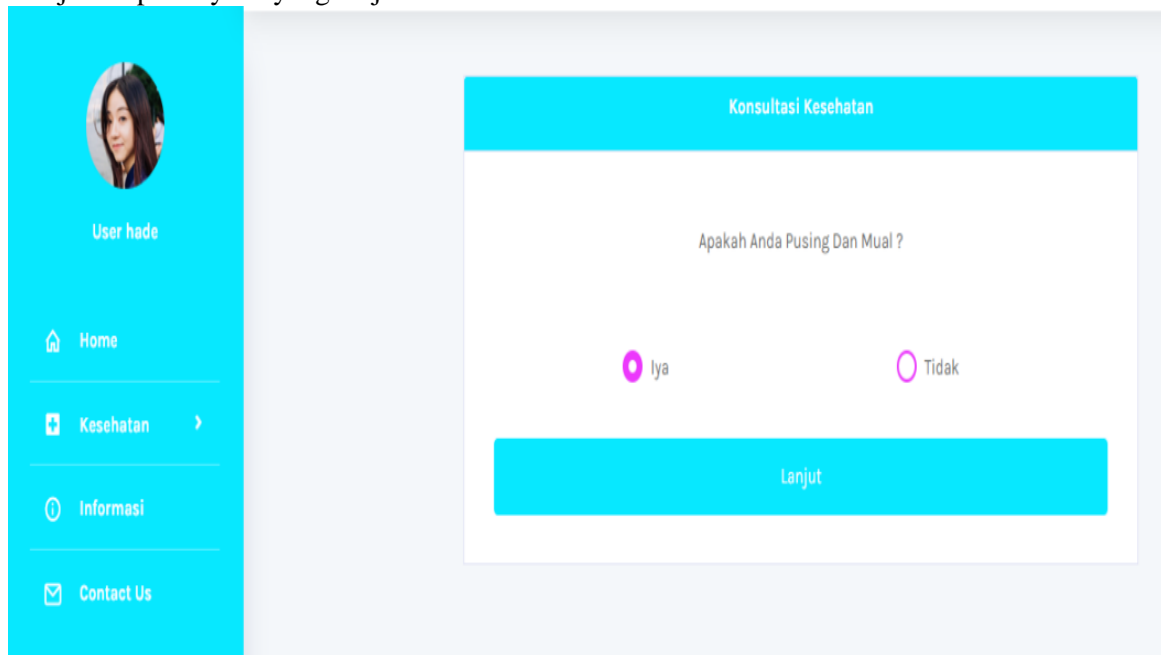 User hade
Home
Kesehatan
Informasi
Contact Us
Konsultasi Kesehatan
Apakah Anda Pusing Dan Mual ?
Iya
Tidak
Lanjut